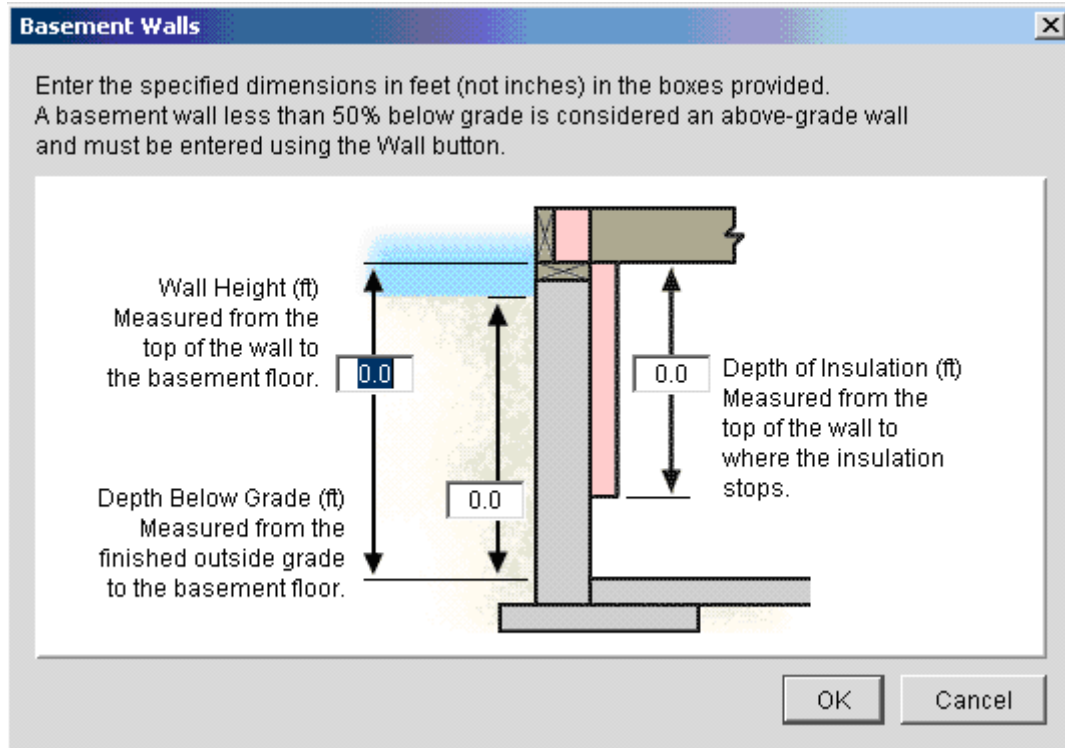 Basement Walls
Enter the specified dimensions in feet (not inches) in the boxes provided.
A basement wall less than 50% below grade is considered an above-grade wall
and must be entered using the Wall button.
Wall Height (ft)
Measured from the
top of the wall to
the basement floor.
0.0
Depth Below Grade (ft)
Measured from the
finished outside grade
to the basement floor.
0.0
0.0
Depth of Insulation (ft)
Measured from the
top of the wall to
where the insulation
stops.
OK
Cancel